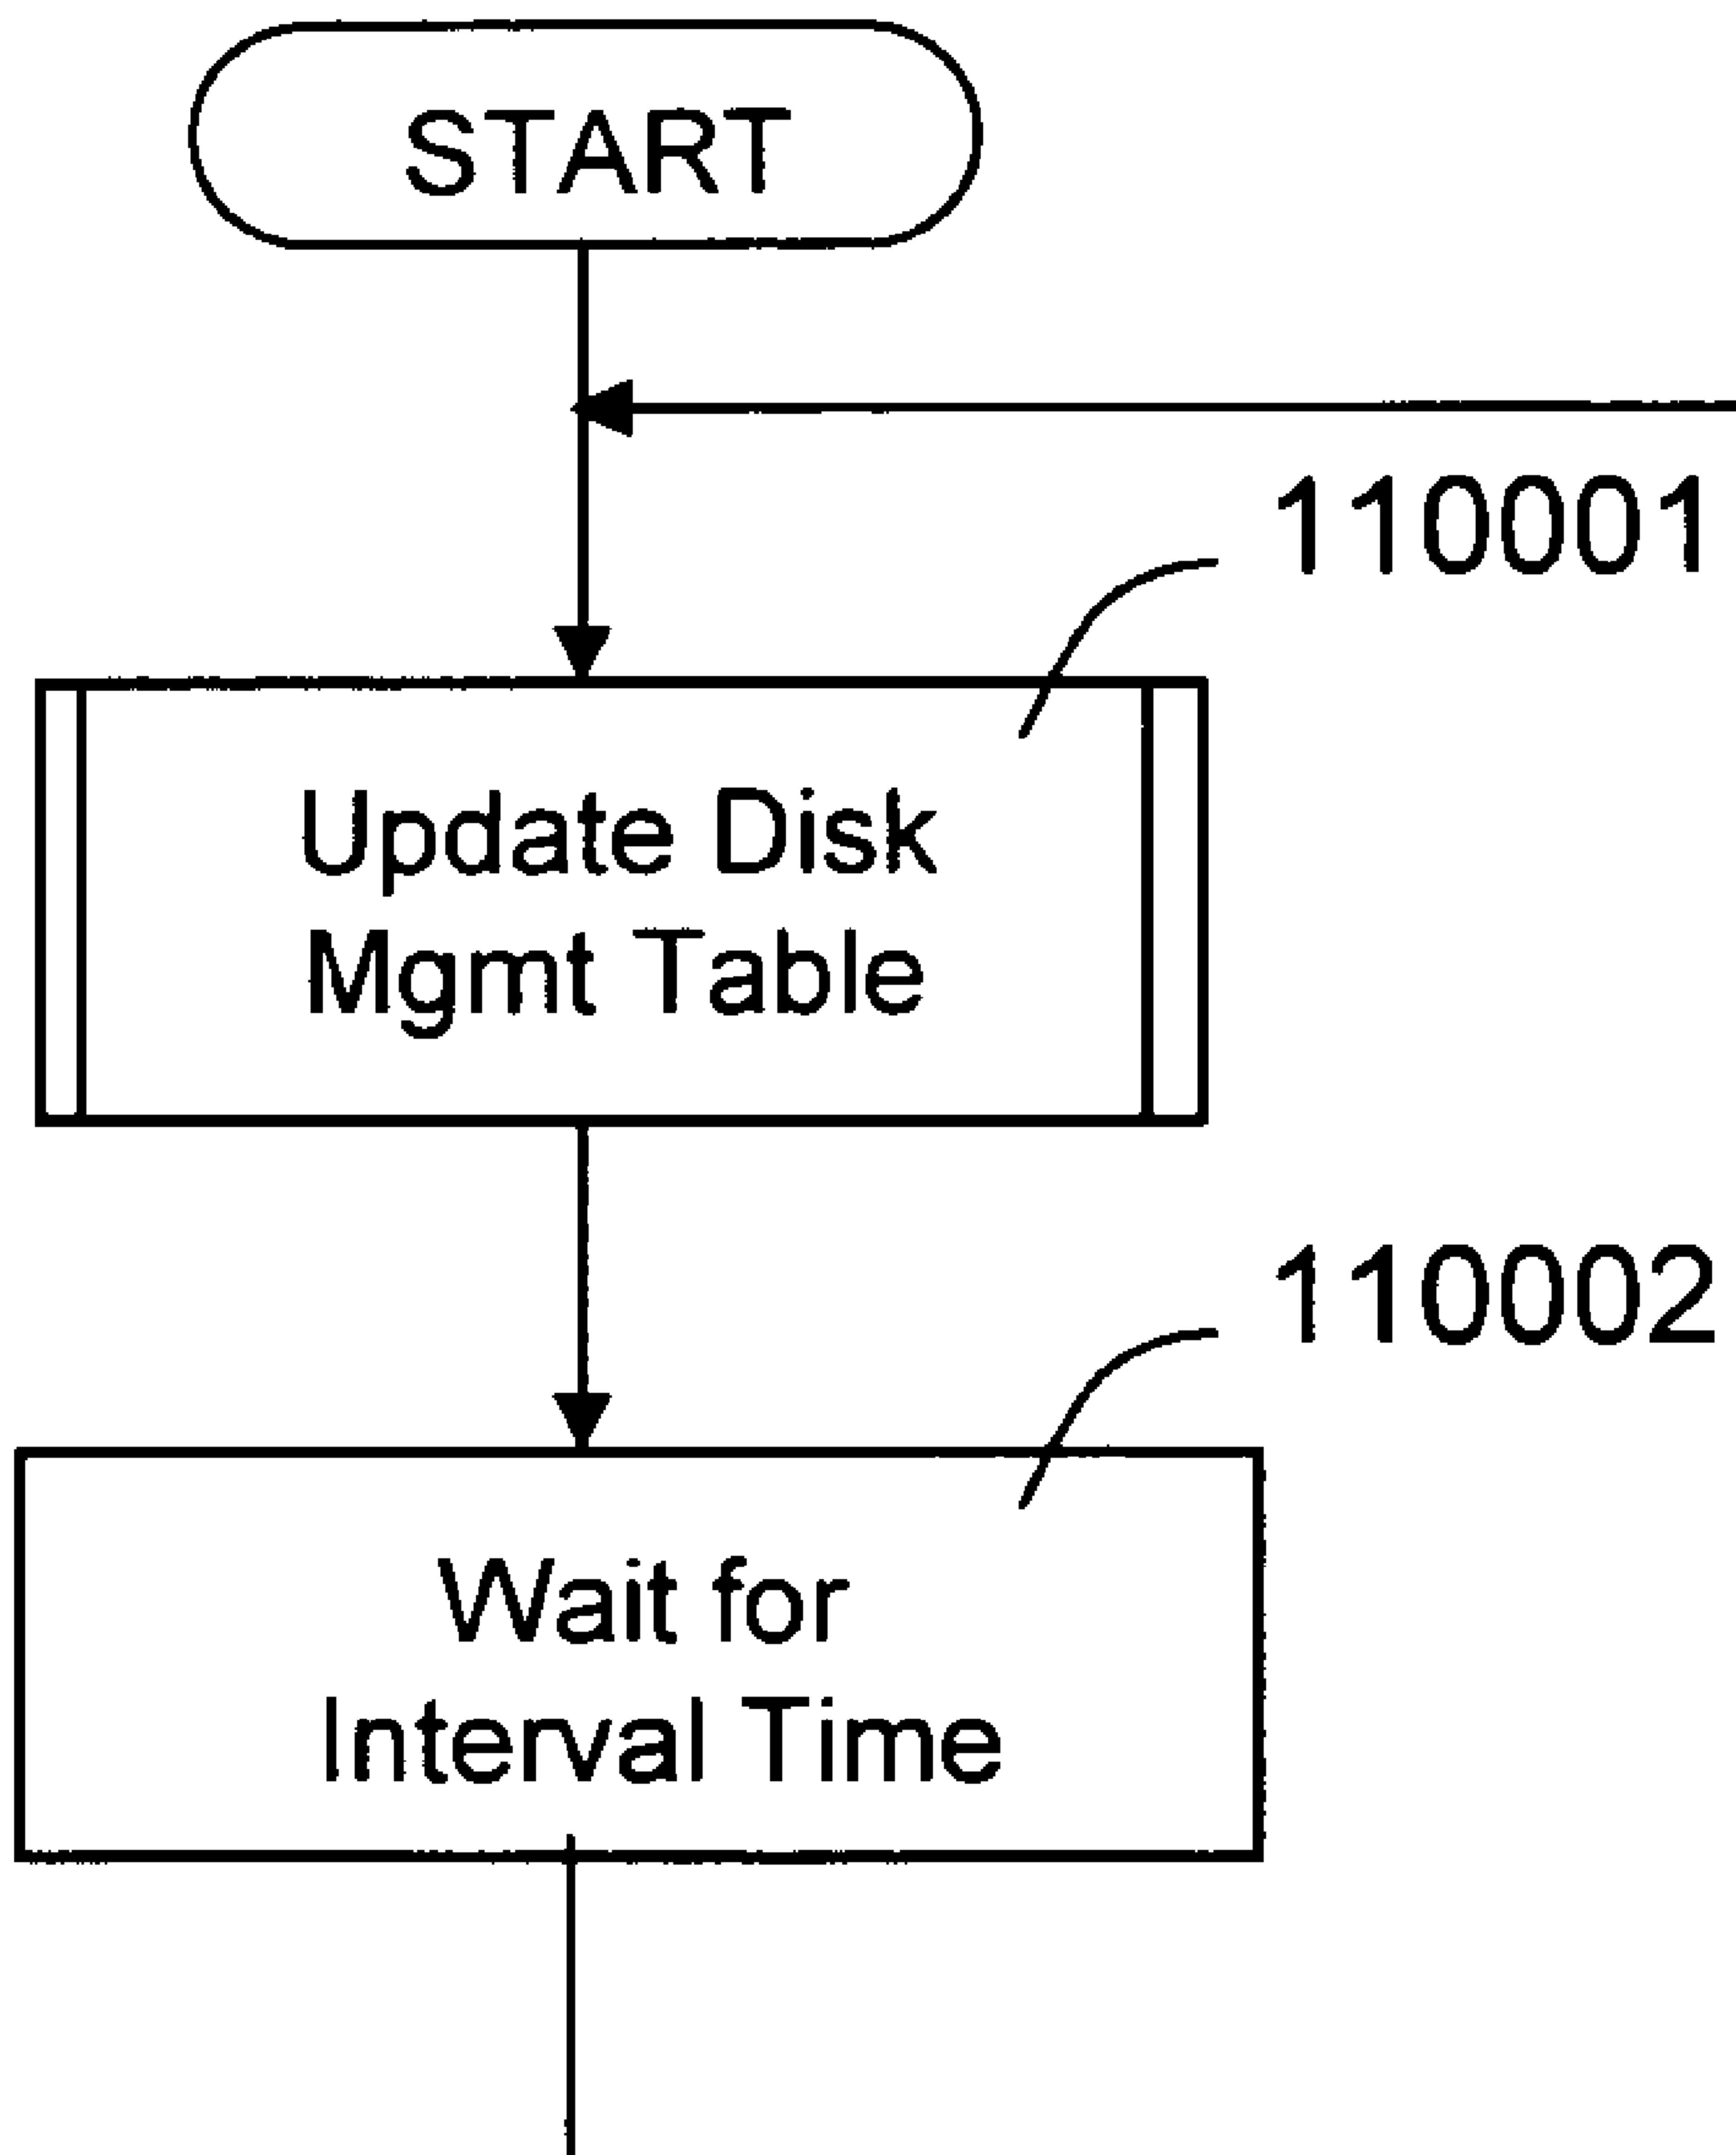 START
110001
Update Disk
Mgmt Table
110002
Wait for
Interval Time